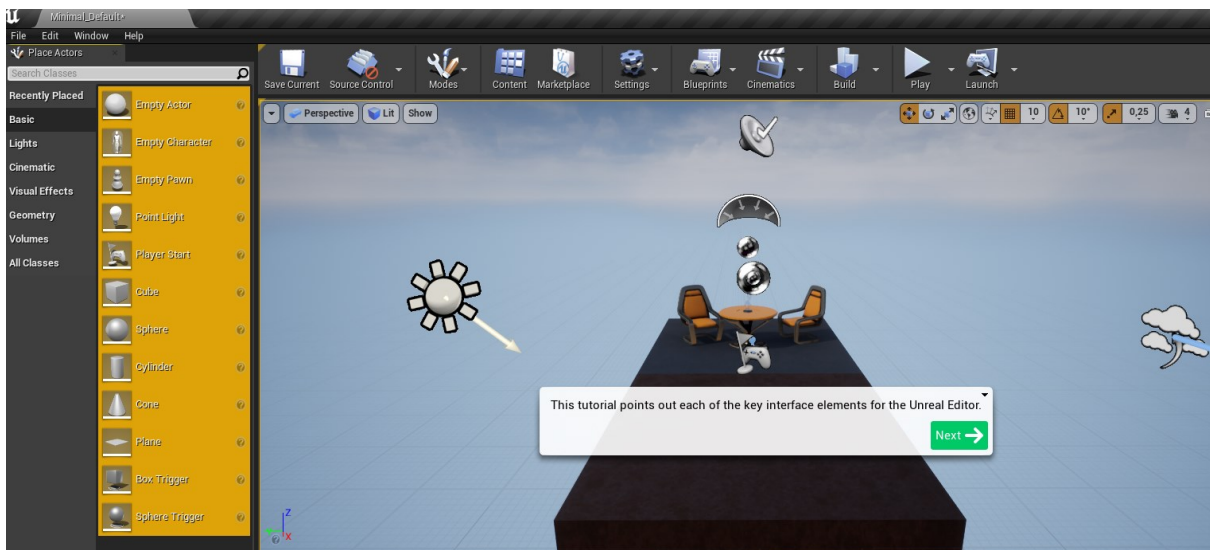 Minimal_Default*
File Edit Window Help
Place Actors
Search Classes
Recently Placed
Basic
Lights
Cinematic
Visual Effects
Geometry
Volumes
All Classes
Empty Actor
Empty Character
Empty Pawn
Point Light
Player Start
Cube
Sphere
Cylinder
Cone
Plane
Box Trigger
Sphere Trigger
Save Current Source Control Modes Content Marketplace Settings Blueprints Cinematics Build Play Launch
Perspective Lit Show 10 10° 0,25 4
This tutorial points out each of the key interface elements for the Unreal Editor.
Next
Z
X